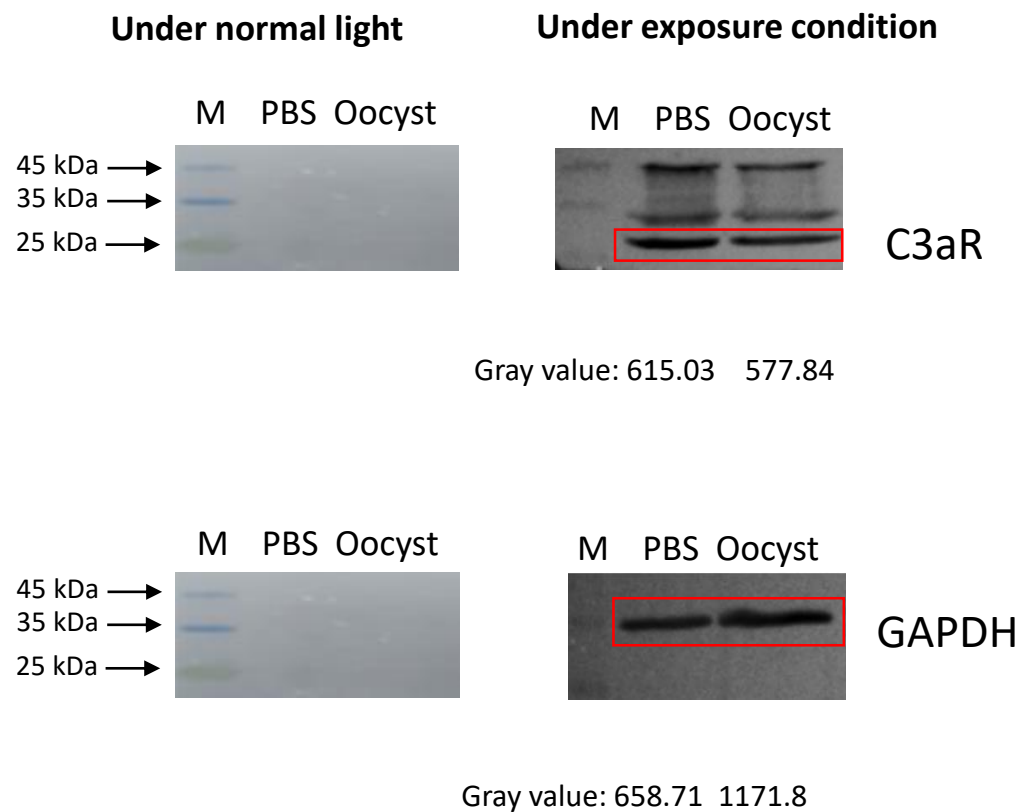 Under normal light
Under exposure condition
M PBS Oocyst
M PBS Oocyst
45 kDa
35 kDa
25 kDa
C3aR
Gray value: 615.03 577.84
M PBS Oocyst
M PBS Oocyst
45 kDa
35 kDa
25 kDa
GAPDH
Gray value: 658.71 1171.8